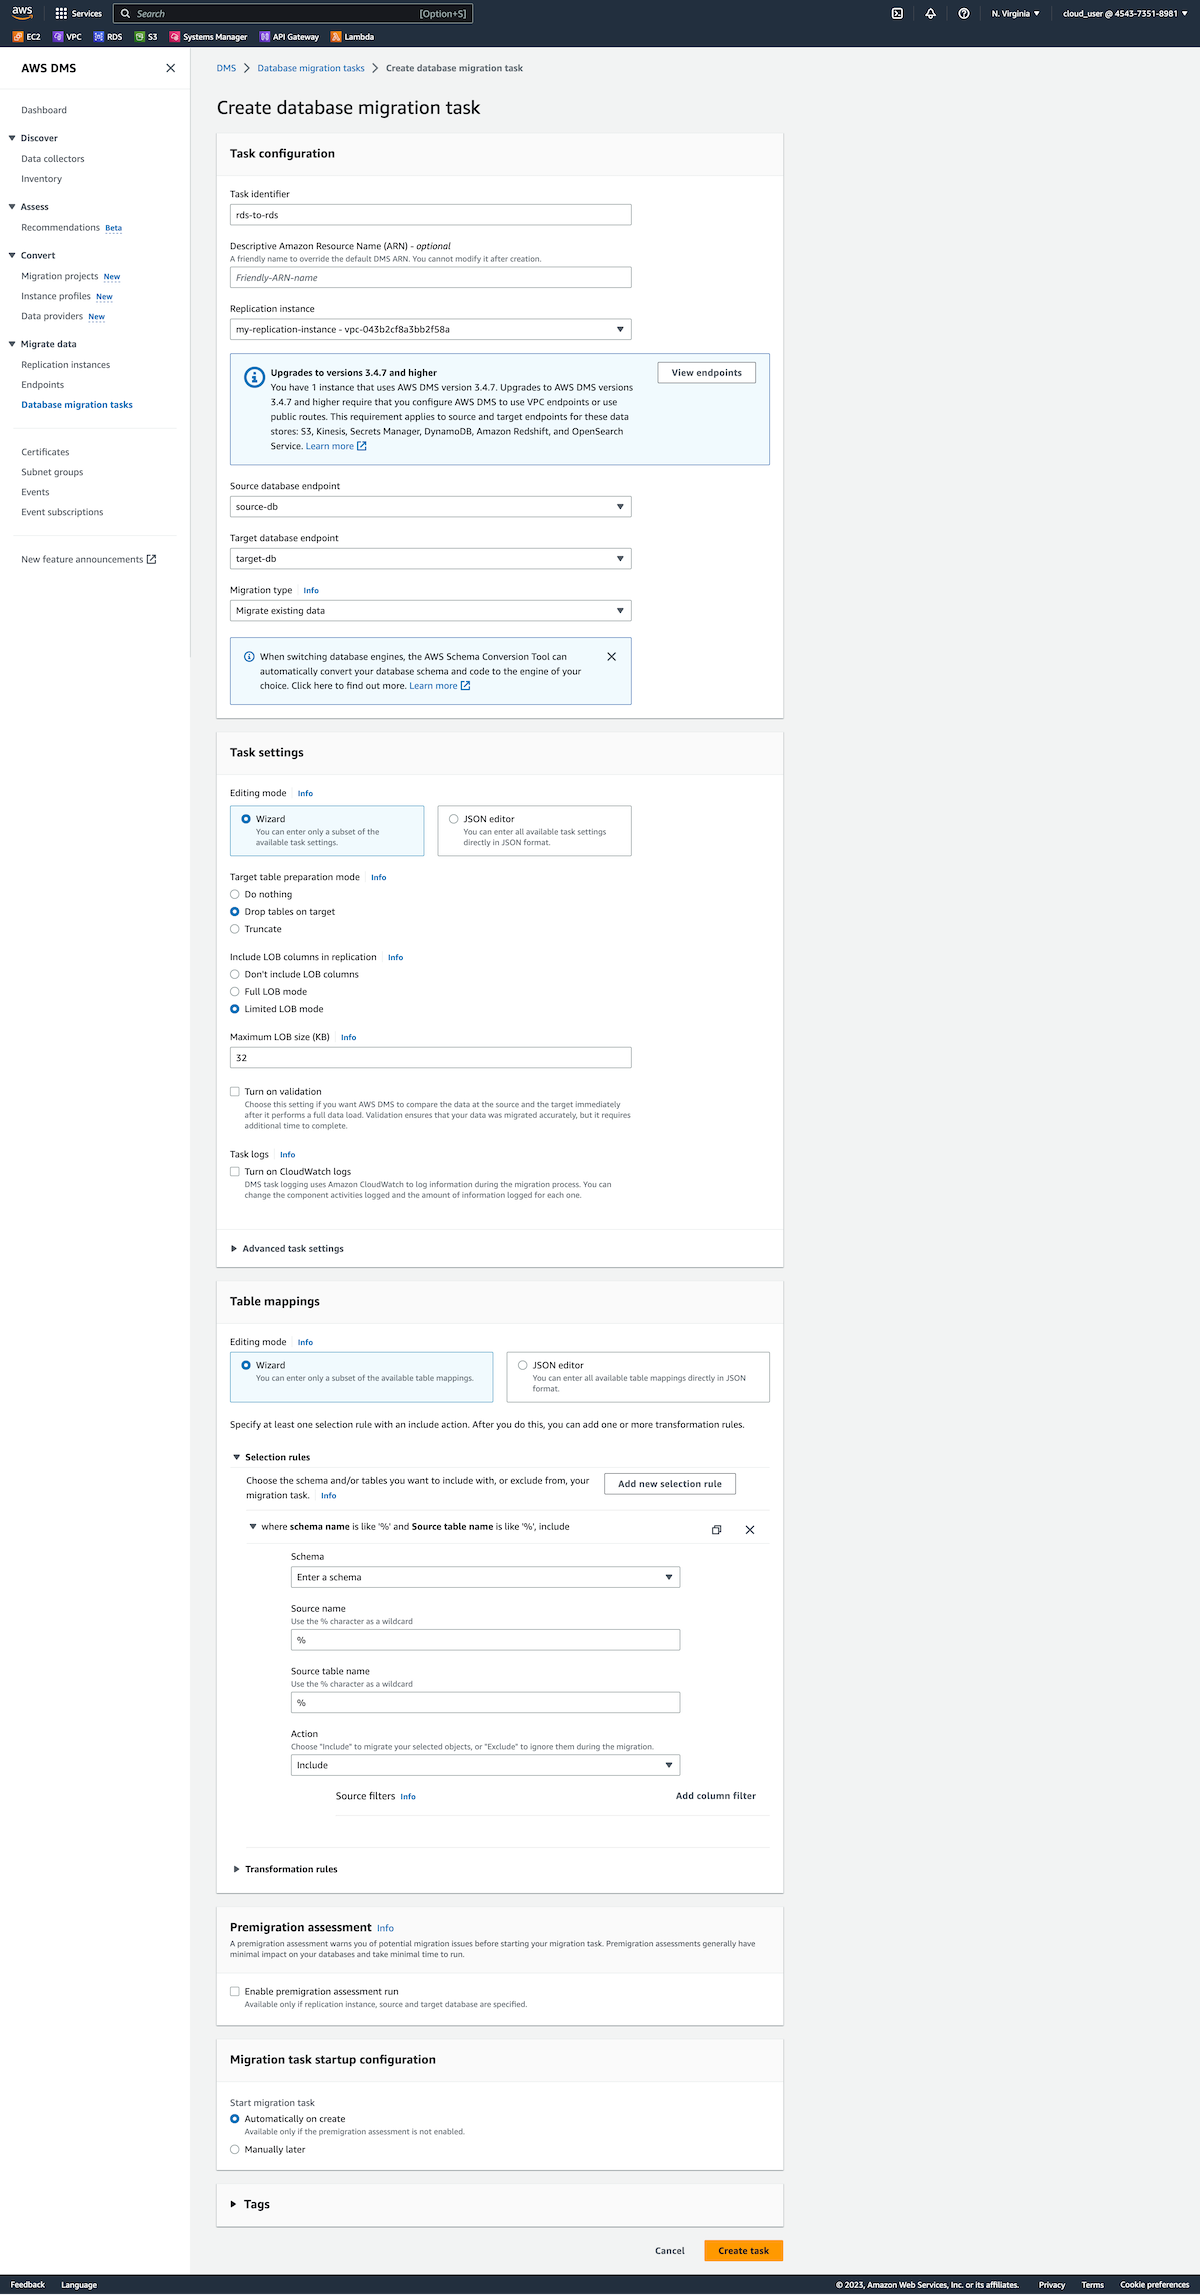 aws
Services
Search
[Option+S]
N. Virginia
cloud_user @ 4543-7351-8981
EC2
VPC
RDS
S3
Systems Manager
API Gateway
Lambda
AWS DMS
Dashboard
Discover
Data collectors
Inventory
Assess
Recommendations Beta
Convert
Migration projects New
Instance profiles New
Data providers New
Migrate data
Replication instances
Endpoints
Database migration tasks
Certificates
Subnet groups
Events
Event subscriptions
New feature announcements
DMS
Database migration tasks
Create database migration task
Create database migration task
Task configuration
Task identifier
rds-to-rds
Descriptive Amazon Resource Name (ARN) - optional
A friendly name to override the default DMS ARN. You cannot modify it after creation.
Friendly-ARN-name
Replication instance
my-replication-instance - vpc-043b2cf8a3bb2f58a
Upgrades to versions 3.4.7 and higher
You have 1 instance that uses AWS DMS version 3.4.7. Upgrades to AWS DMS versions
3.4.7 and higher require that you configure AWS DMS to use VPC endpoints or use
public routes. This requirement applies to source and target endpoints for these data
stores: S3, Kinesis, Secrets Manager, DynamoDB, Amazon Redshift, and OpenSearch
Service. Learn more
View endpoints
Source database endpoint
source-db
Target database endpoint
target-db
Migration type Info
Migrate existing data
When switching database engines, the AWS Schema Conversion Tool can
automatically convert your database schema and code to the engine of your
choice. Click here to find out more. Learn more
Task settings
Editing mode Info
Wizard
You can enter only a subset of the
available task settings.
JSON editor
You can enter all available task settings
directly in JSON format.
Target table preparation mode Info
Do nothing
Drop tables on target
Truncate
Include LOB columns in replication Info
Don't include LOB columns
Full LOB mode
Limited LOB mode
Maximum LOB size (KB) Info
32
Turn on validation
Choose this setting if you want AWS DMS to compare the data at the source and the target immediately
after it performs a full data load. Validation ensures that your data was migrated accurately, but it requires
additional time to complete.
Task logs Info
Turn on CloudWatch logs
DMS task logging uses Amazon CloudWatch to log information during the migration process. You can
change the component activities logged and the amount of information logged for each one.
Advanced task settings
Table mappings
Editing mode Info
Wizard
You can enter only a subset of the available table mappings.
JSON editor
You can enter all available table mappings directly in JSON
format.
Specify at least one selection rule with an include action. After you do this, you can add one or more transformation rules.
Selection rules
Choose the schema and/or tables you want to include with, or exclude from, your
migration task. Info
Add new selection rule
where schema name is like '%' and Source table name is like '%', include
Schema
Enter a schema
Source name
Use the % character as a wildcard
%
Source table name
Use the % character as a wildcard
%
Action
Choose "Include" to migrate your selected objects, or "Exclude" to ignore them during the migration.
Include
Source filters Info
Add column filter
Transformation rules
Premigration assessment Info
A premigration assessment warns you of potential migration issues before starting your migration task. Premigration assessments generally have
minimal impact on your databases and take minimal time to run.
Enable premigration assessment run
Available only if replication instance, source and target database are specified.
Migration task startup configuration
Start migration task
Automatically on create
Available only if the premigration assessment is not enabled.
Manually later
Tags
Cancel
Create task
Feedback
Language
© 2023, Amazon Web Services, Inc. or its affiliates.
Privacy
Terms
Cookie preferences